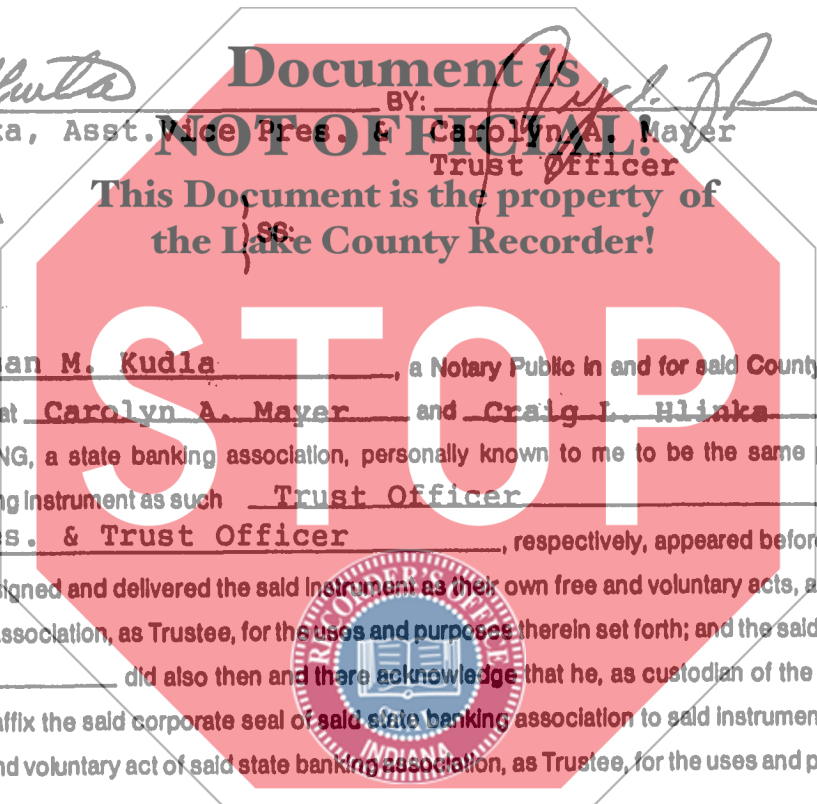 Document is
BY:
NOT OFFICIAL!
ka, Asst. Vice Pres. & Carolyn A. Mayer
Trust Officer
This Document is the property of
SS:
the Lake County Recorder!
STOP
an M. Kudla, a Notary Public in and for said County
at Carolyn A. Mayer and Craig L. Hlinka
NG, a state banking association, personally known to me to be the same
ng instrument as such Trust Officer
s. & Trust Officer, respectively, appeared before
igned and delivered the said instrument as their own free and voluntary acts, a
ssociation, as Trustee, for the uses and purposes therein set forth; and the said
did also then and there acknowledge that he, as custodian of the
affix the said corporate seal of said state banking association to said instrumen
nd voluntary act of said state banking association, as Trustee, for the uses and p
RECORDER'S OFFICE
SEAL
INDIANA